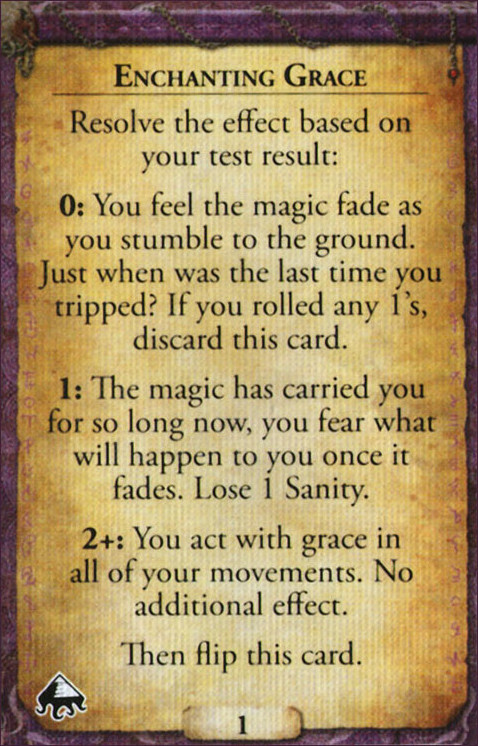 Enchanting Grace
Resolve the effect based on
your test result:
0: You feel the magic fade as
you stumble to the ground.
Just when was the last time you
tripped? If you rolled any 1's,
discard this card.
1: The magic has carried you
for so long now, you fear what
will happen to you once it
fades. Lose 1 Sanity.
2+: You act with grace in
all of your movements. No
additional effect.
Then flip this card.
1